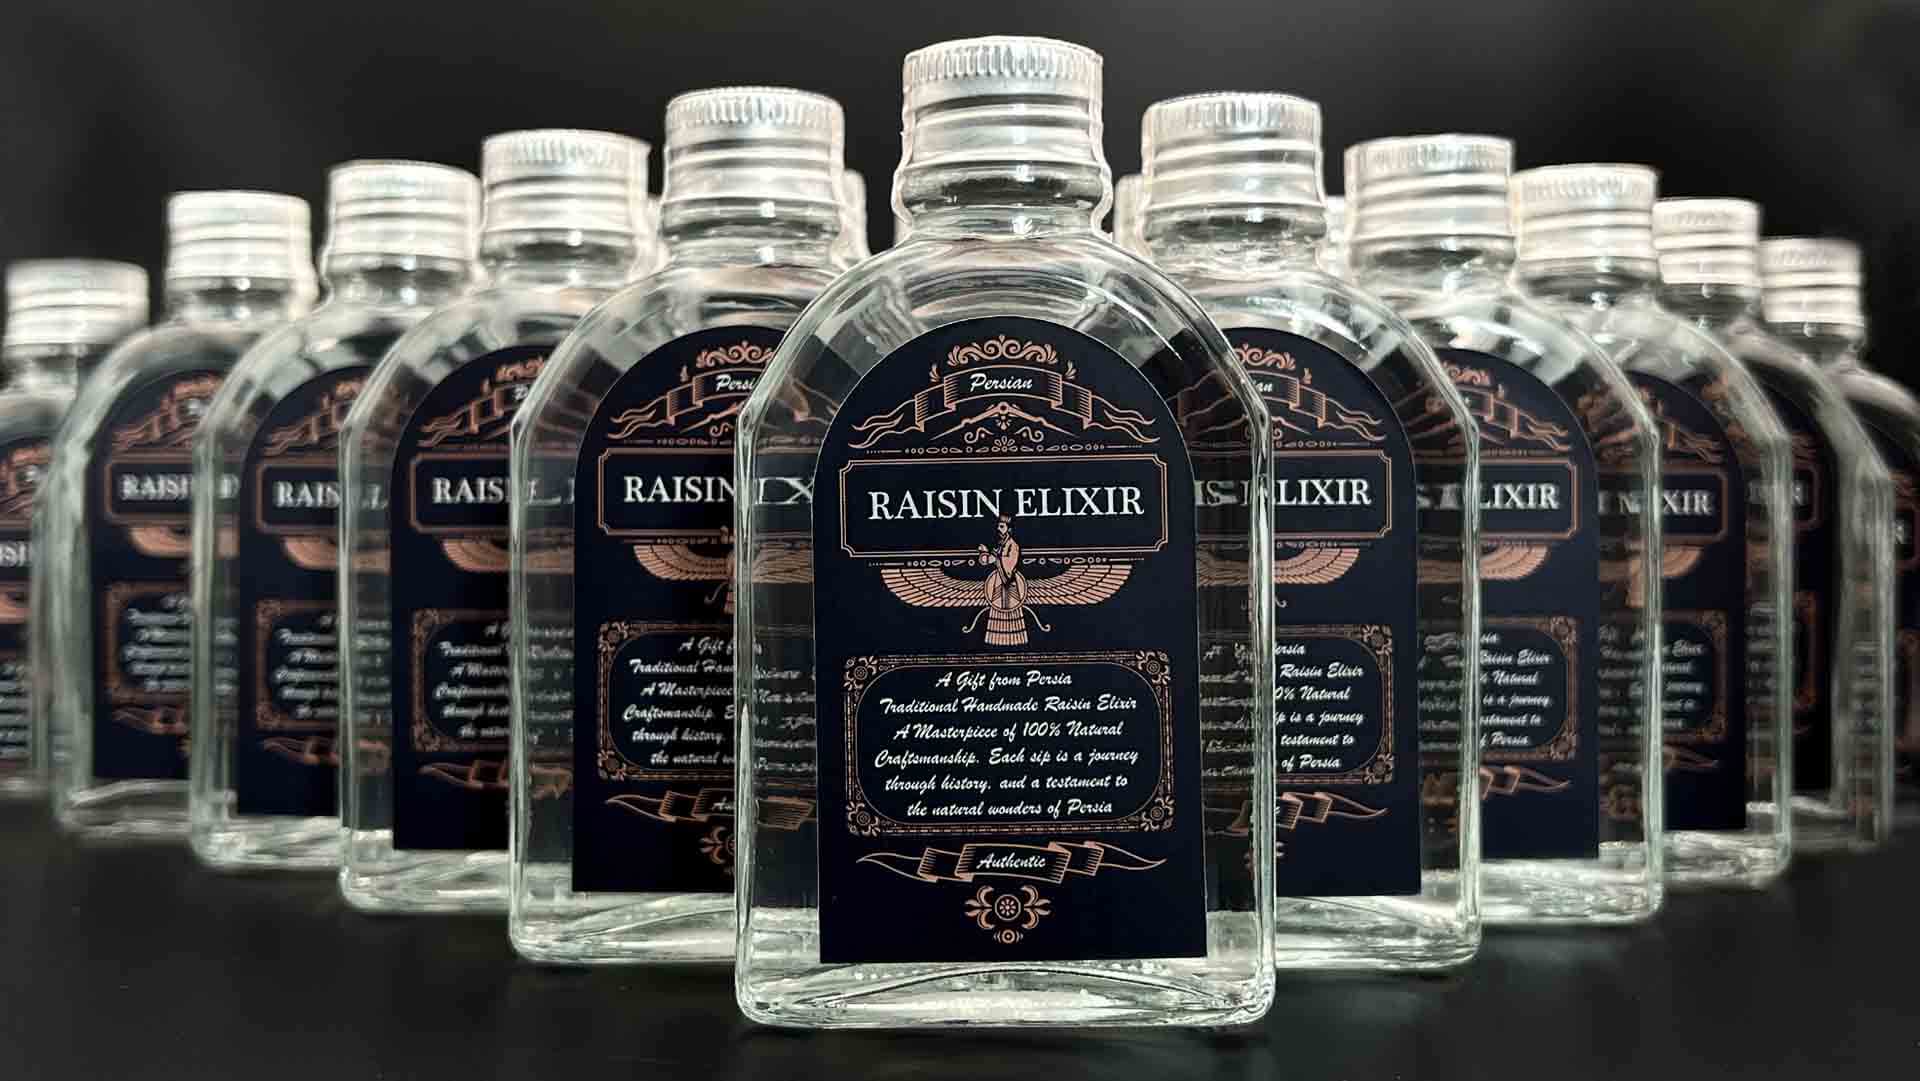 Persian
RAISIN ELIXIR
A Gift from Persia
Traditional Handmade Raisin Elixir
A Masterpiece of 100% Natural
Craftsmanship. Each sip is a journey
through history, and a testament to
the natural wonders of Persia
Authentic